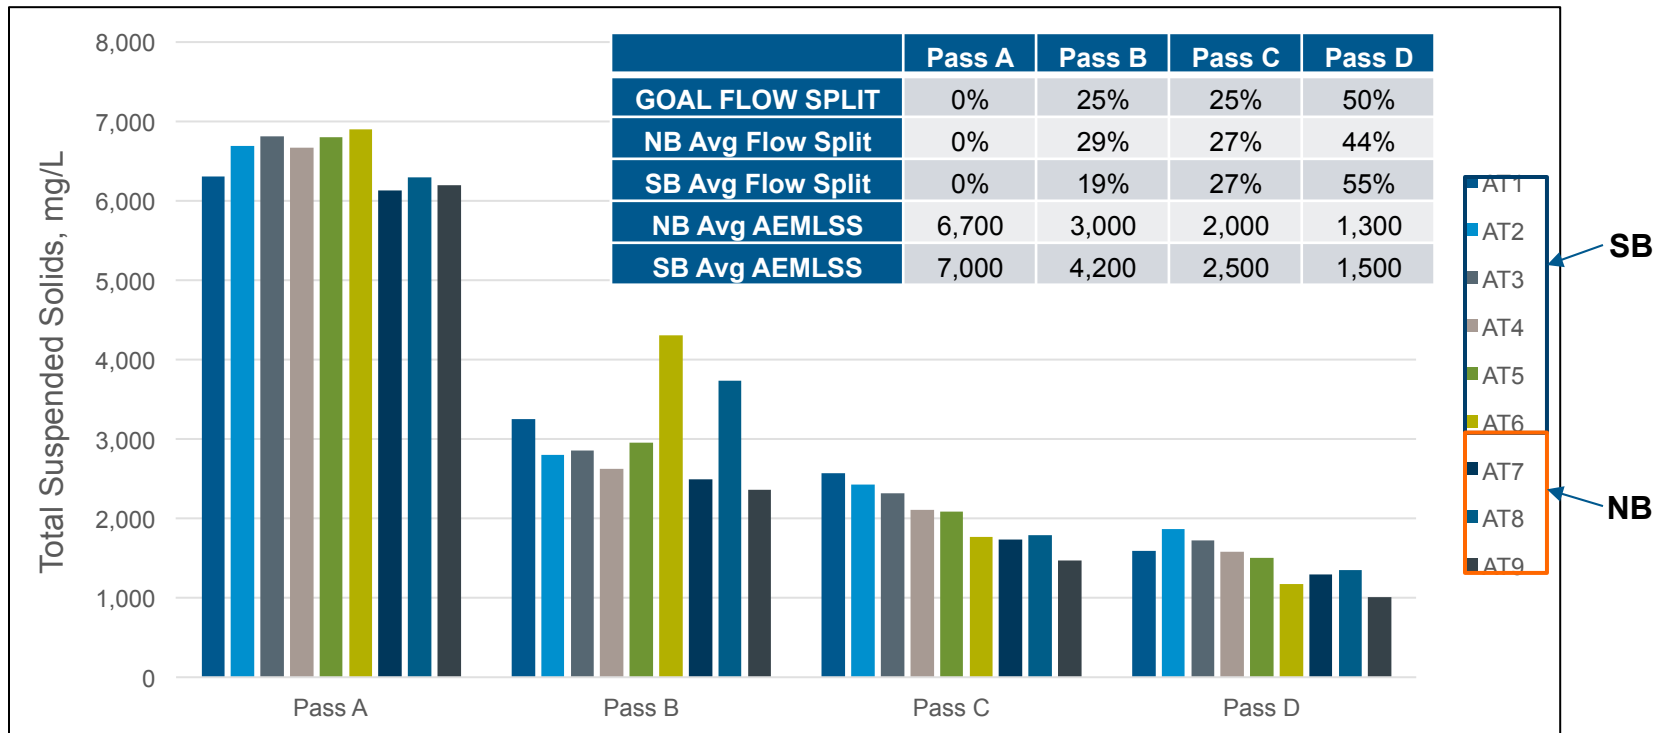 8,000
7,000
6,000
5,000
4,000
3,000
2,000
1,000
0
Total Suspended Solids, mg/L
Pass A Pass B Pass C Pass D
GOAL FLOW SPLIT 0% 25% 25% 50%
NB Avg Flow Split 0% 29% 27% 44%
SB Avg Flow Split 0% 19% 27% 55%
NB Avg AEMLSS 6,700 3,000 2,000 1,300
SB Avg AEMLSS 7,000 4,200 2,500 1,500
Pass A Pass B Pass C Pass D
AT1
AT2
AT3
AT4
AT5
AT6
AT7
AT8
AT9
SB
NB